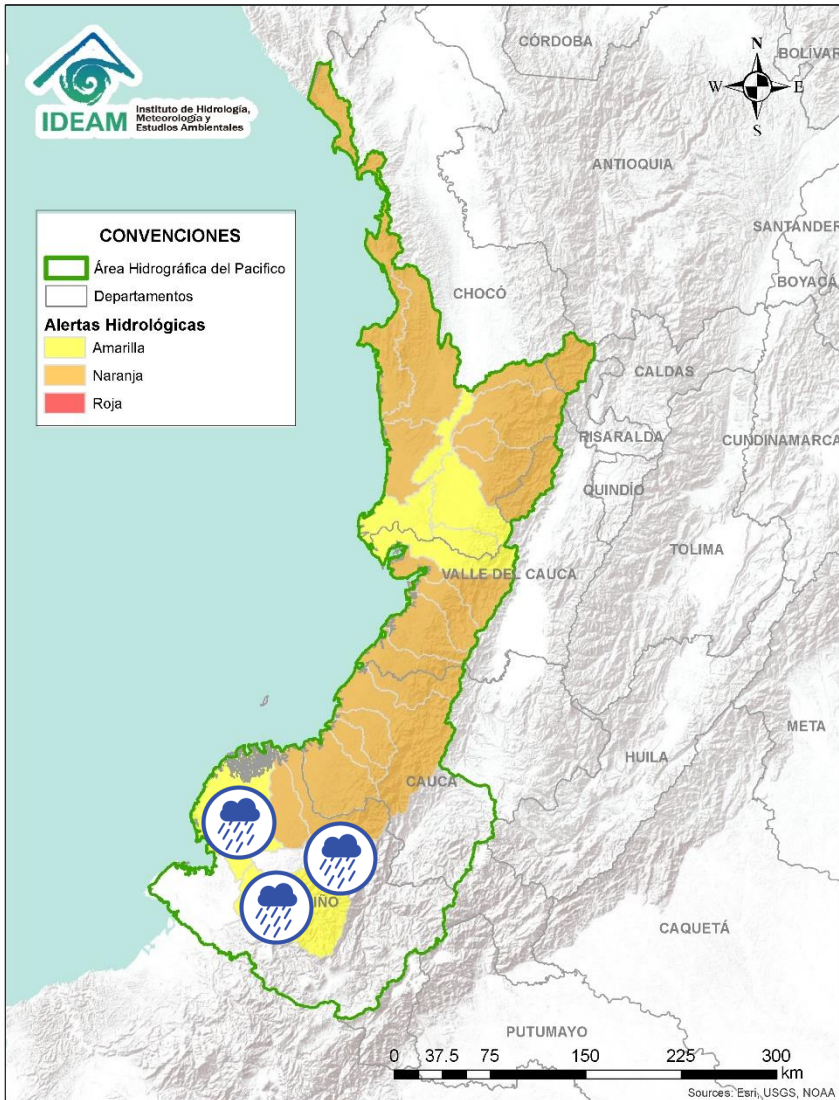 IDEAM
Instituto de Hidrología,
Meteorología y
Estudios Ambientales
CÓRDOBA
BOLÍVAR
N
W
E
S
ANTIOQUIA
SANTANDER
BOYACÁ
CONVENCIONES
Área Hidrográfica del Pacifico
Departamentos
Alertas Hidrológicas
Amarilla
Naranja
Roja
CHOCÓ
CALDAS
RISARALDA
CUNDINAMARCA
QUINDÍO
TOLIMA
VALLE DEL CAUCA
META
HUILA
CAUCA
IÑO
CAQUETÁ
PUTUMAYO
0 37.5 75 150 225 300
km
Sources: Esri, USGS, NOAA